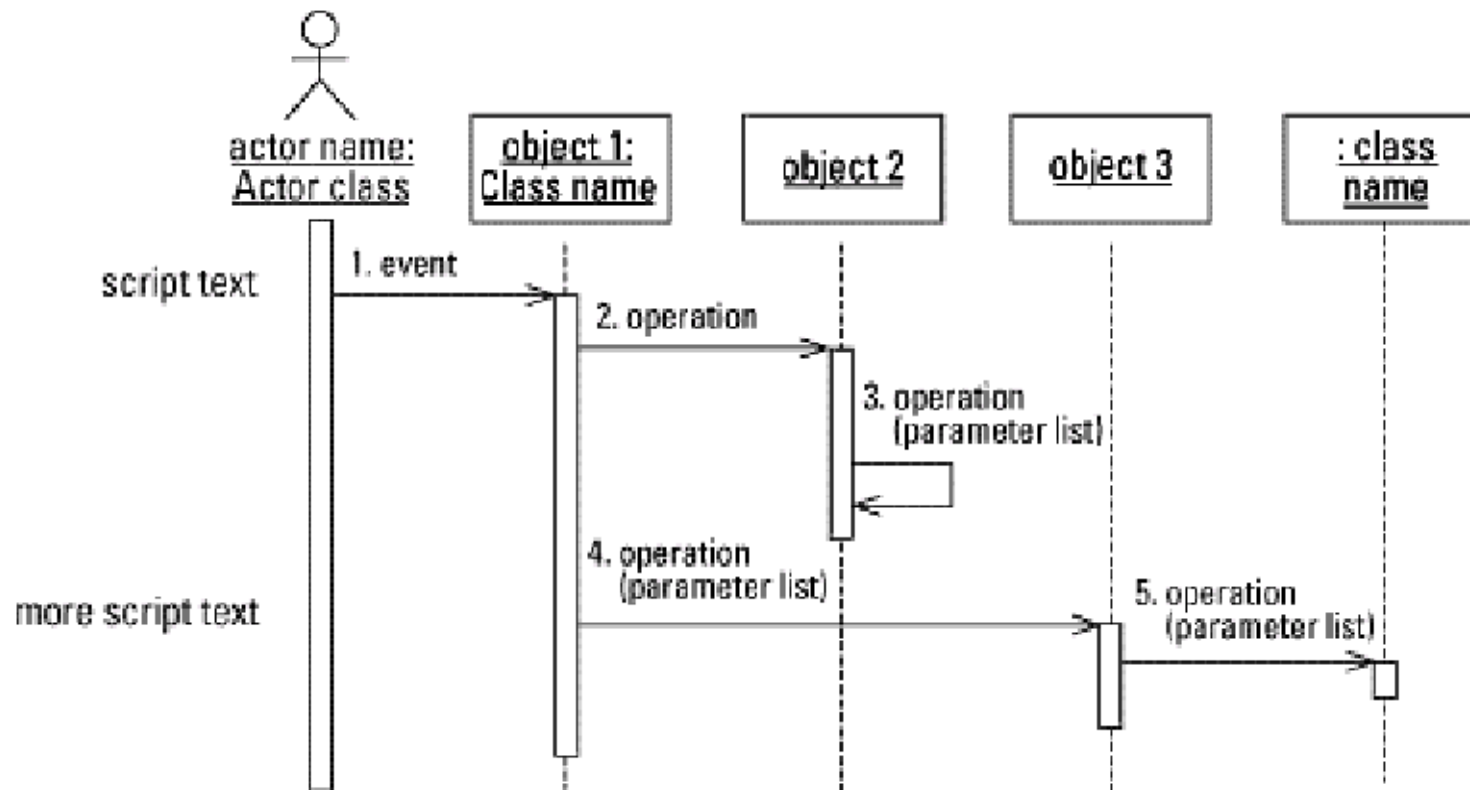 actor name:
Actor class
object 1:
Class name
object 2
object 3
: class
name
script text
1. event
2. operation
3. operation
(parameter list)
4. operation
(parameter list)
more script text
5. operation
(parameter list)